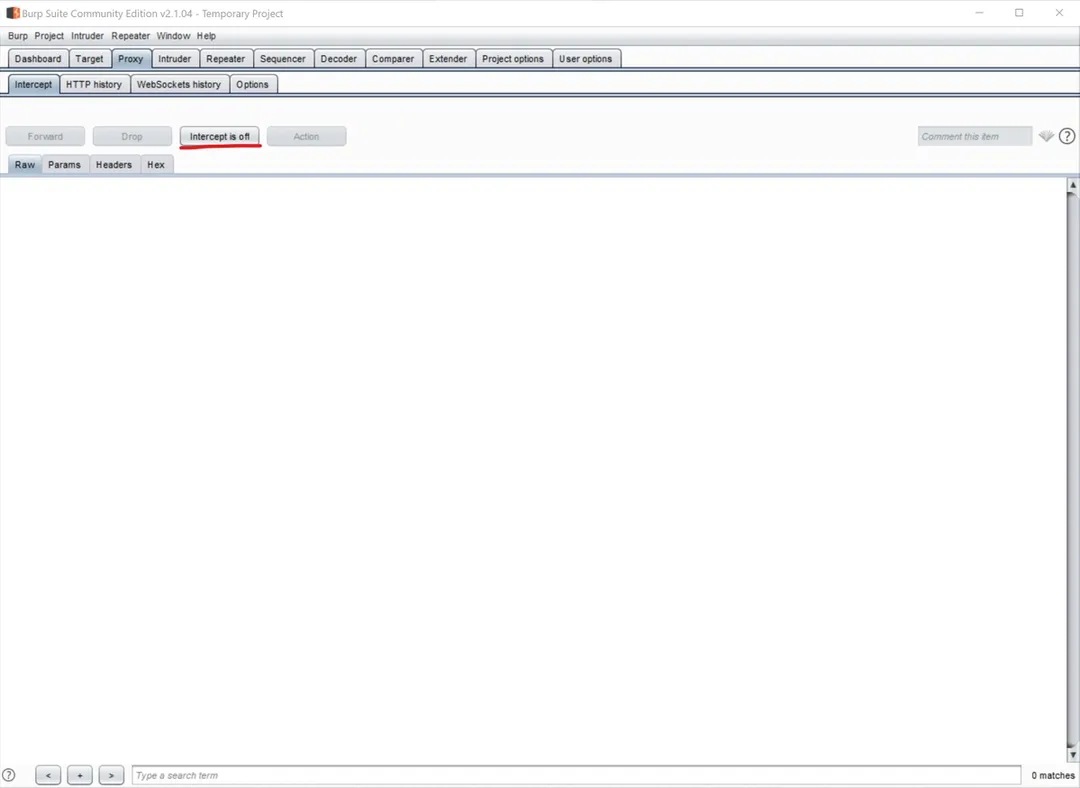 Burp Suite Community Edition v2.1.04 - Temporary Project
Burp Project Intruder Repeater Window Help
Dashboard Target Proxy Intruder Repeater Sequencer Decoder Comparer Extender Project options User options
Intercept HTTP history WebSockets history Options
Forward Drop Intercept is off Action Comment this item ?
Raw Params Headers Hex
? < + > Type a search term 0 matches